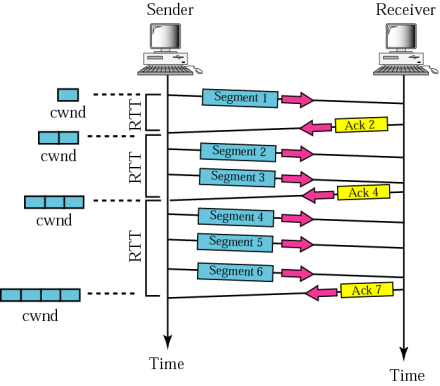 Sender
Receiver
cwnd
RTT
Segment 1
Ack 2
cwnd
RTT
Segment 2
Segment 3
Ack 4
cwnd
RTT
Segment 4
Segment 5
Segment 6
Ack 7
cwnd
Time
Time